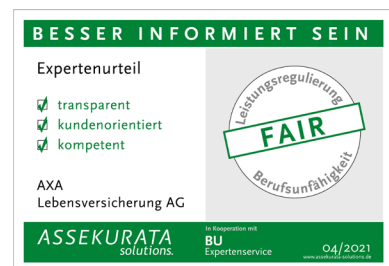 BESSER INFORMIERT SEIN
Expertenurteil
transparent
kundenorientiert
kompetent
AXA
Lebensversicherung AG
Leistungsregulierung
FAIR
Berufsunfähigkeit
ASSEKURATA
solutions.
In Kooperation mit
BU
Expertenservice
04/2021
www.assekurata-solutions.de